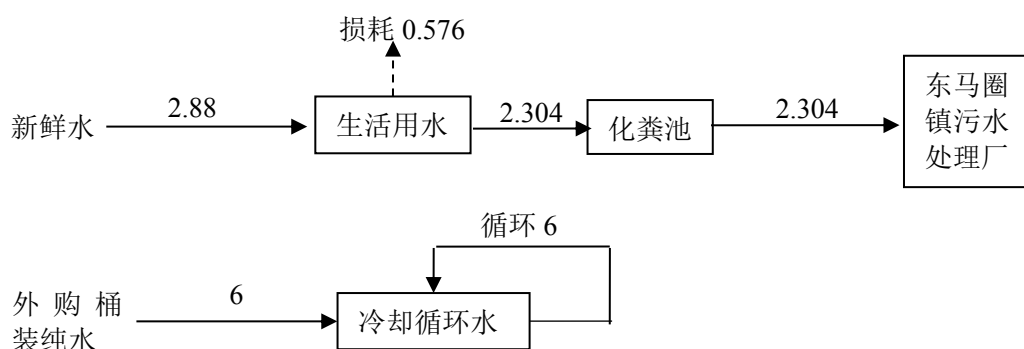 损耗 0.576
新鲜水
2.88
生活用水
2.304
化粪池
2.304
东马圈
镇污水
处理厂
循环 6
外 购 桶
装纯水
6
冷却循环水